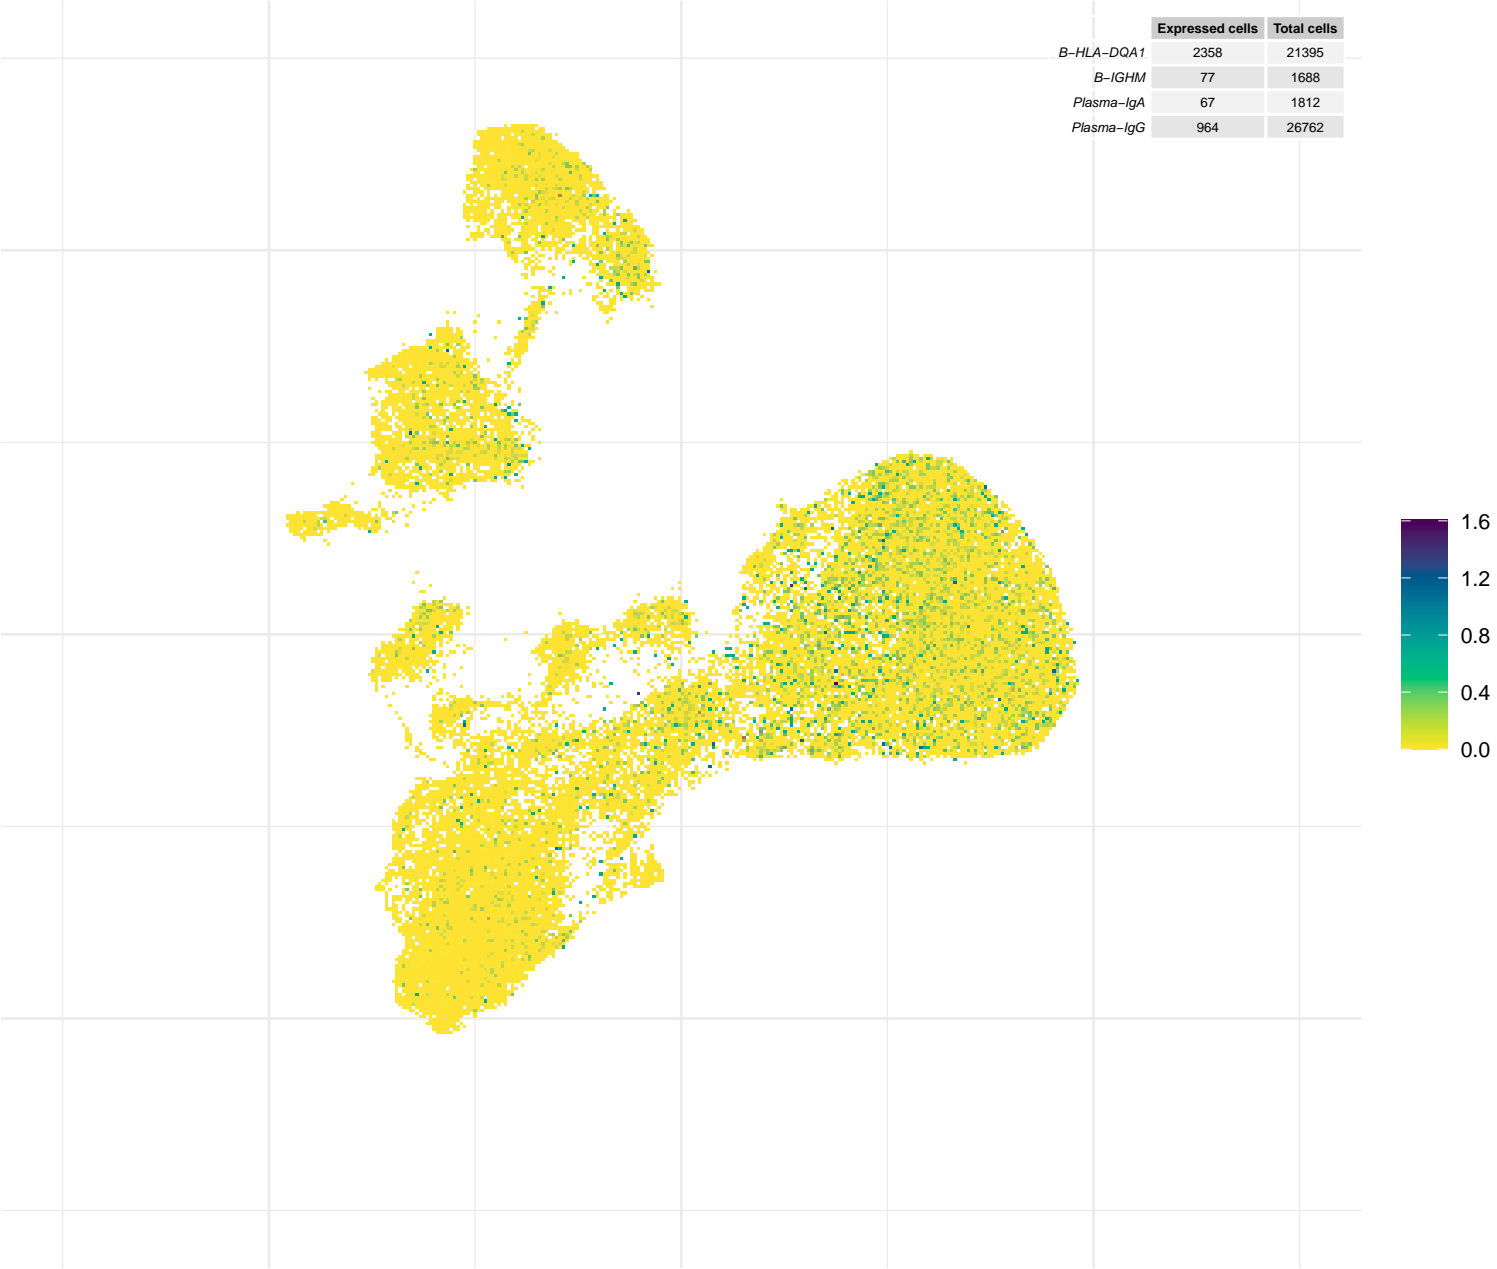 Expressed cells Total cells
B−HLA−DQA1 2358 21395
B−IGHM 77 1688
Plasma−IgA 67 1812
Plasma−IgG 964 26762
1.6
1.2
0.8
0.4
0.0